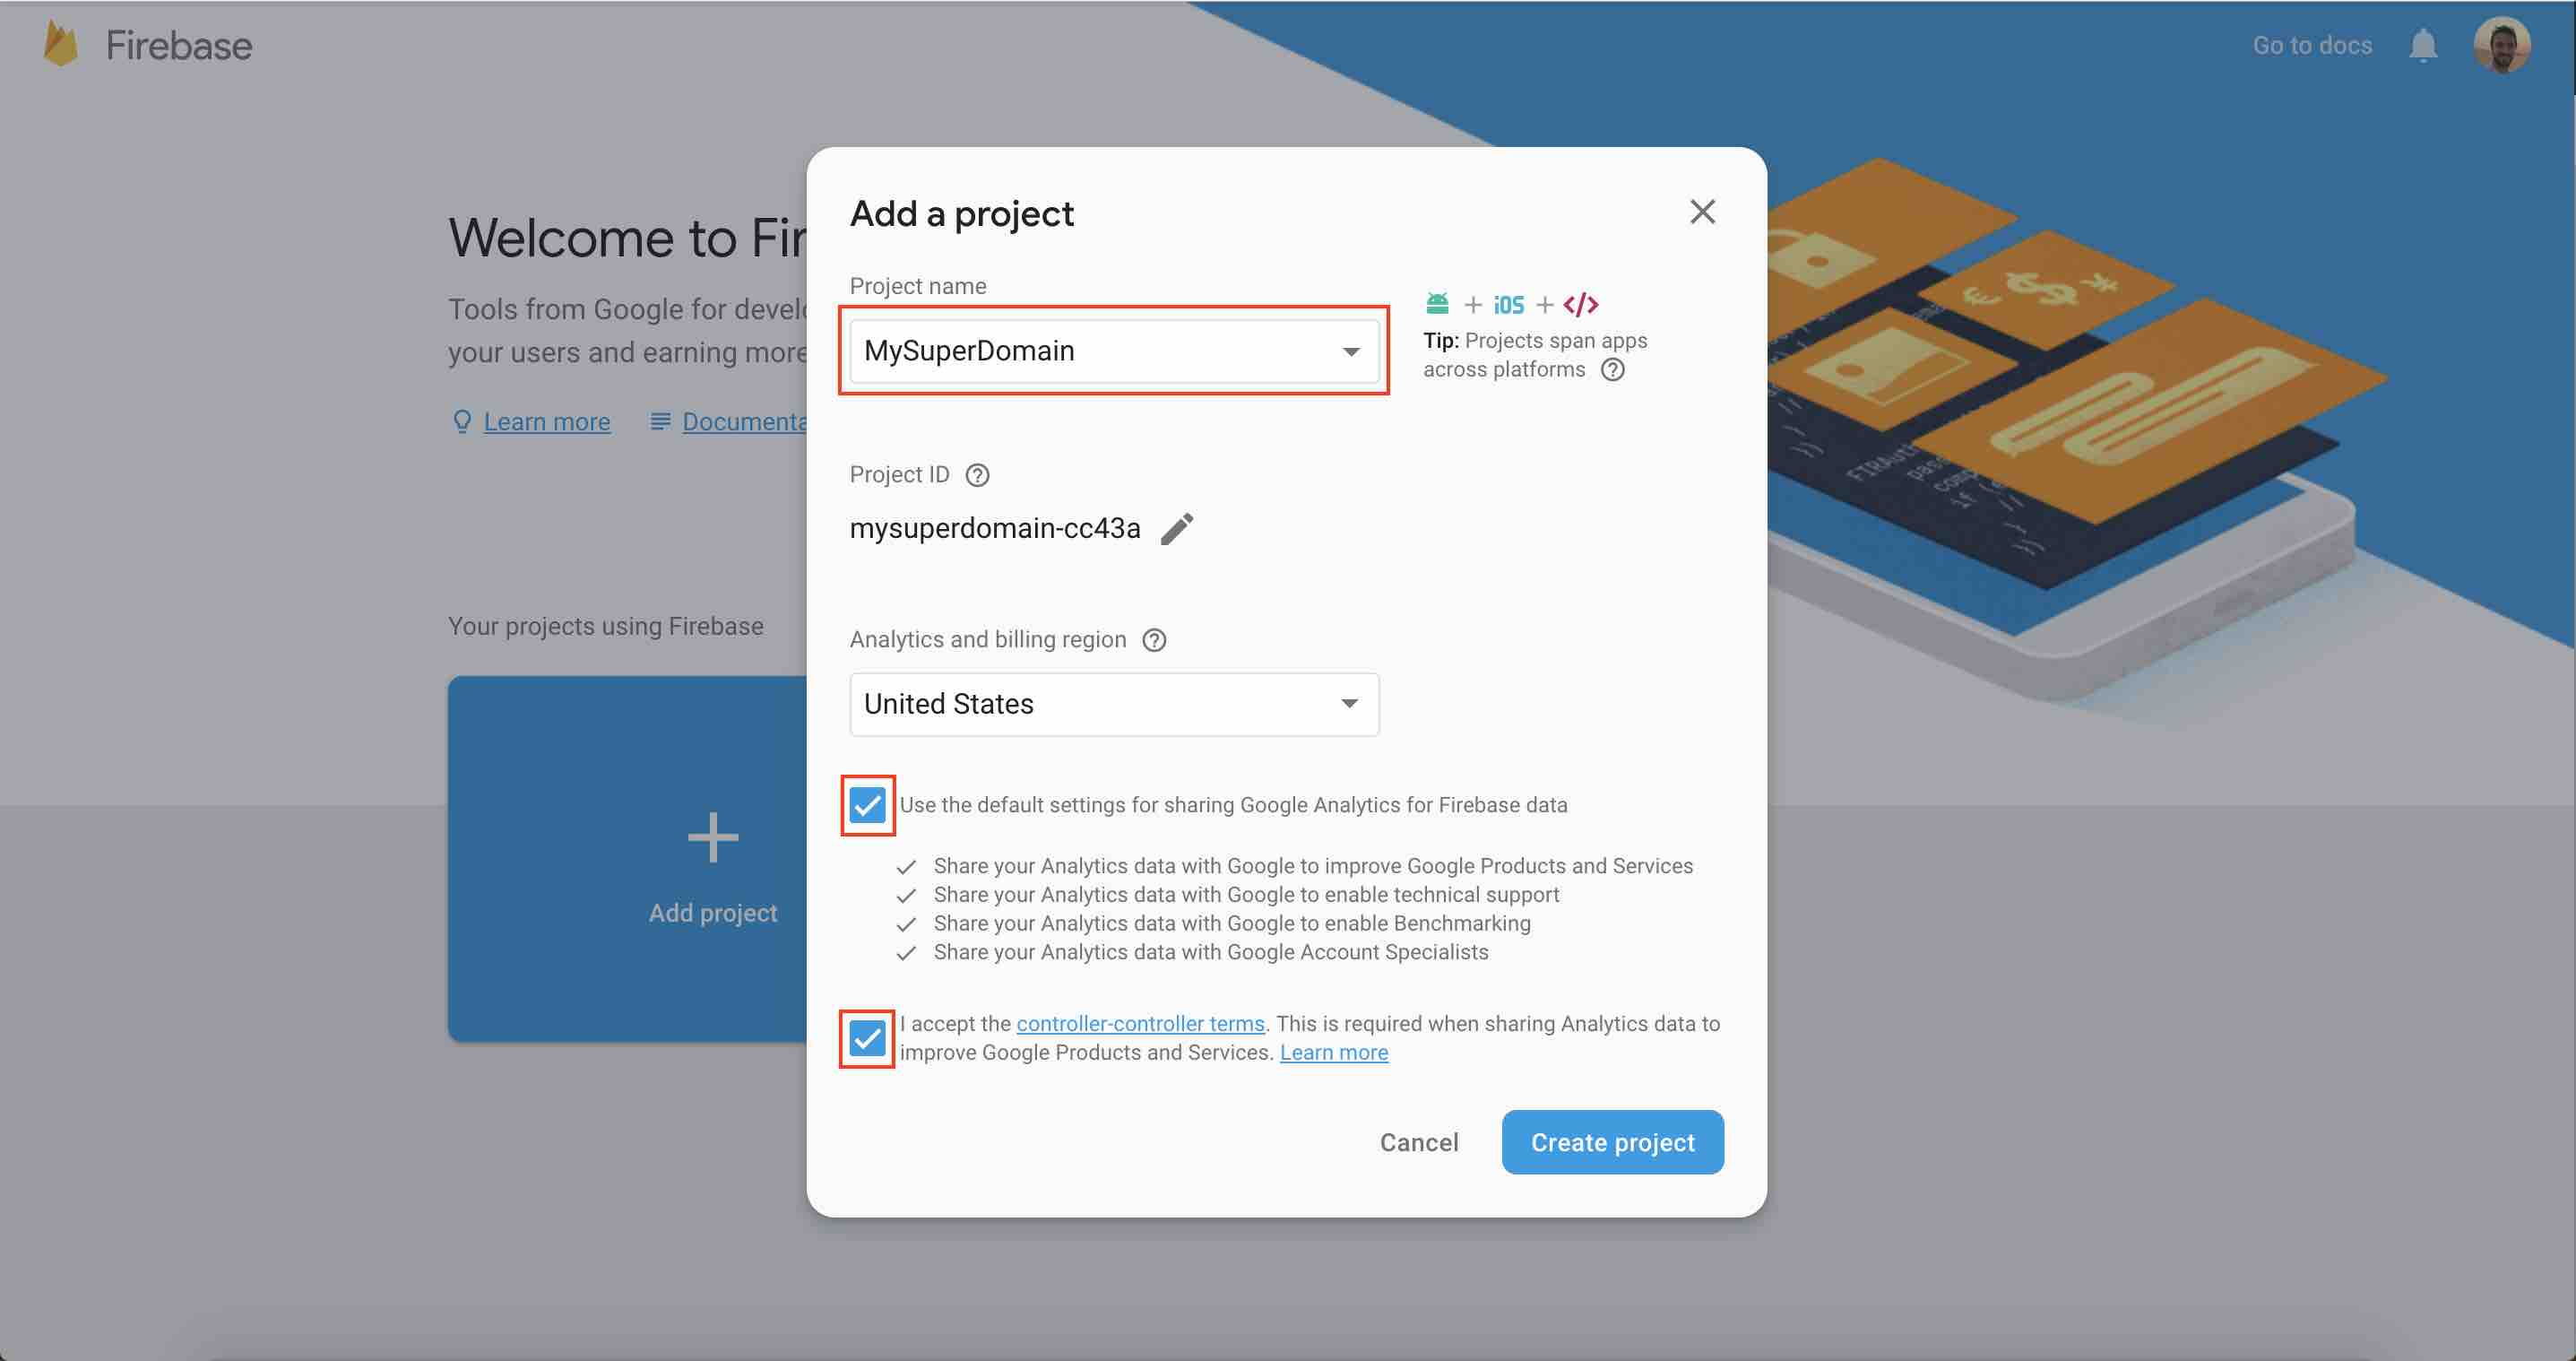 Firebase
Go to docs
Welcome to Fir
Tools from Google for develo
your users and earning more
Learn more
Documenta
Your projects using Firebase
Add project
Add a project
Project name
MySuperDomain
+ iOS + </>
Tip: Projects span apps
across platforms
Project ID
mysuperdomain-cc43a
Analytics and billing region
United States
Use the default settings for sharing Google Analytics for Firebase data
Share your Analytics data with Google to improve Google Products and Services
Share your Analytics data with Google to enable technical support
Share your Analytics data with Google to enable Benchmarking
Share your Analytics data with Google Account Specialists
I accept the controller-controller terms. This is required when sharing Analytics data to
improve Google Products and Services. Learn more
Cancel
Create project